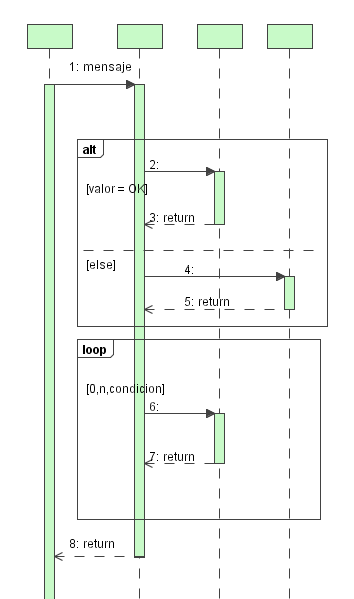 1: mensaje
alt
2:
[valor = OK]
3: return
[else]
4:
5: return
loop
[0,n,condicion]
6:
7: return
8: return